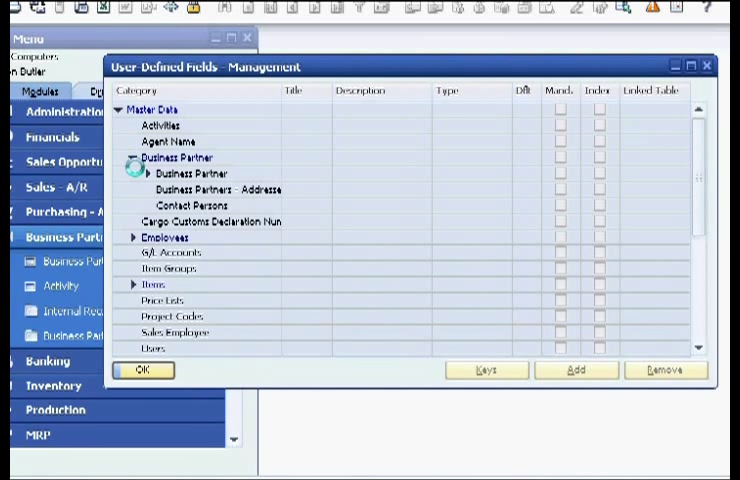 Menu
Computers
on Butler
Modules
User-Defined Fields - Management
Category Title Description Type Dflt Mand. Index Linked Table
Master Data
Activities
Agent Name
Business Partner
Business Partner
Business Partners - Addresse
Contact Persons
Cargo Customs Declaration Nun
Employees
G/L Accounts
Item Groups
Items
Price Lists
Project Codes
Sales Employee
Users
OK Keys Add Remove
Administration
Financials
Sales Opportu
Sales - A/R
Purchasing - A
Business Partn
Business Part
Activity
Internal Rec
Business Part
Banking
Inventory
Production
MRP